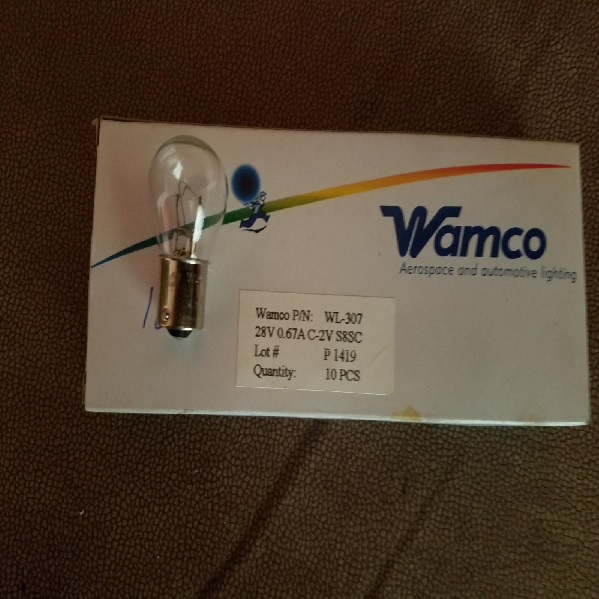 Wamco
Aerospace and automotive lighting
Wamco P/N: WL-307
28V 0.67A C-2V S8SC
Lot # P 1419
Quantity: 10 PCS